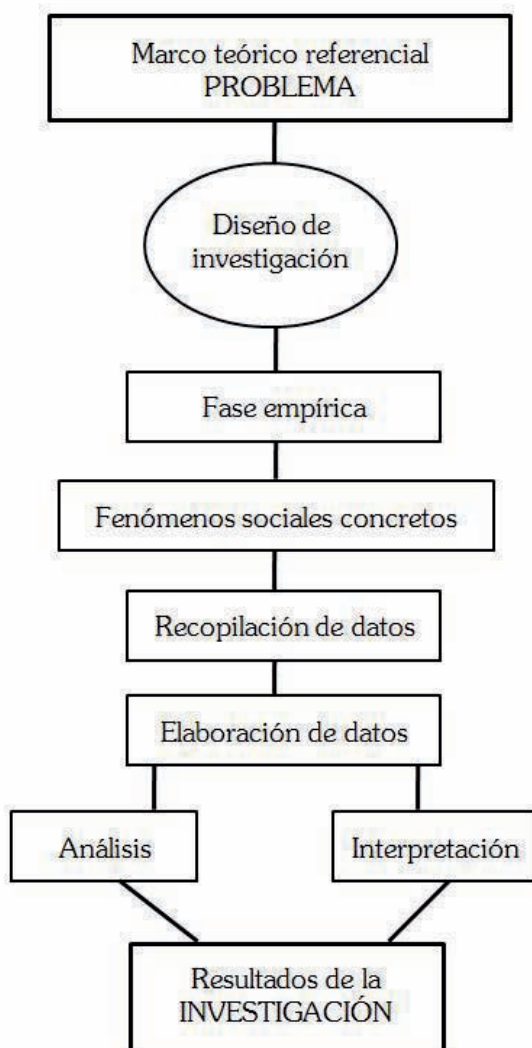 Marco teórico referencial
PROBLEMA
Diseño de
investigación
Fase empírica
Fenómenos sociales concretos
Recopilación de datos
Elaboración de datos
Análisis
Interpretación
Resultados de la
INVESTIGACIÓN